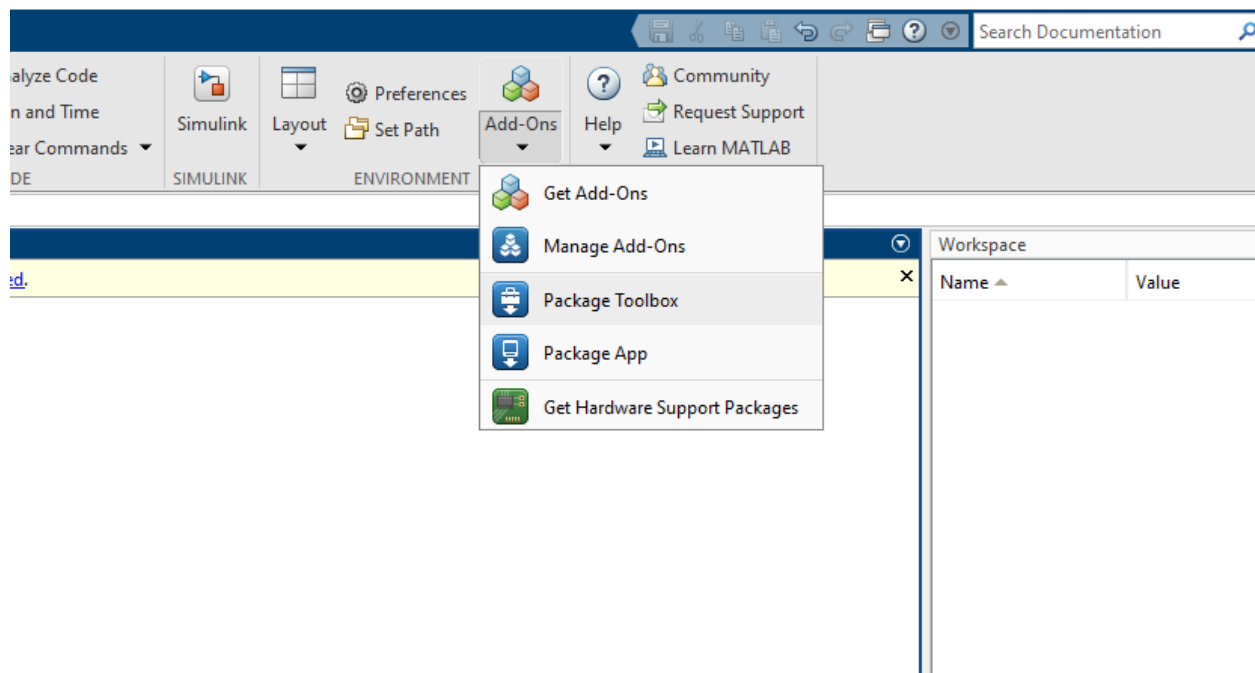 Search Documentation
alyze Code
n and Time
ear Commands
DE
Simulink
SIMULINK
Layout
Preferences
Set Path
ENVIRONMENT
Add-Ons
Help
Community
Request Support
Learn MATLAB
Get Add-Ons
Manage Add-Ons
Package Toolbox
Package App
Get Hardware Support Packages
ed.
Workspace
Name
Value